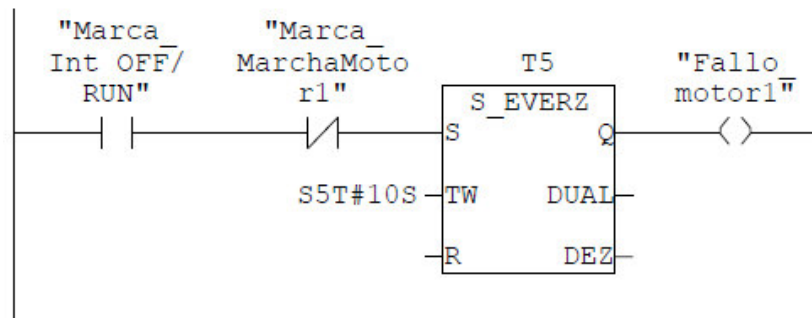 "Marca_
Int OFF/
RUN"
"Marca_
MarchaMoto
r1"
T5
"Fallo_
motor1"
S_EVERZ
S
Q
S5T#10S
TW
DUAL
R
DEZ